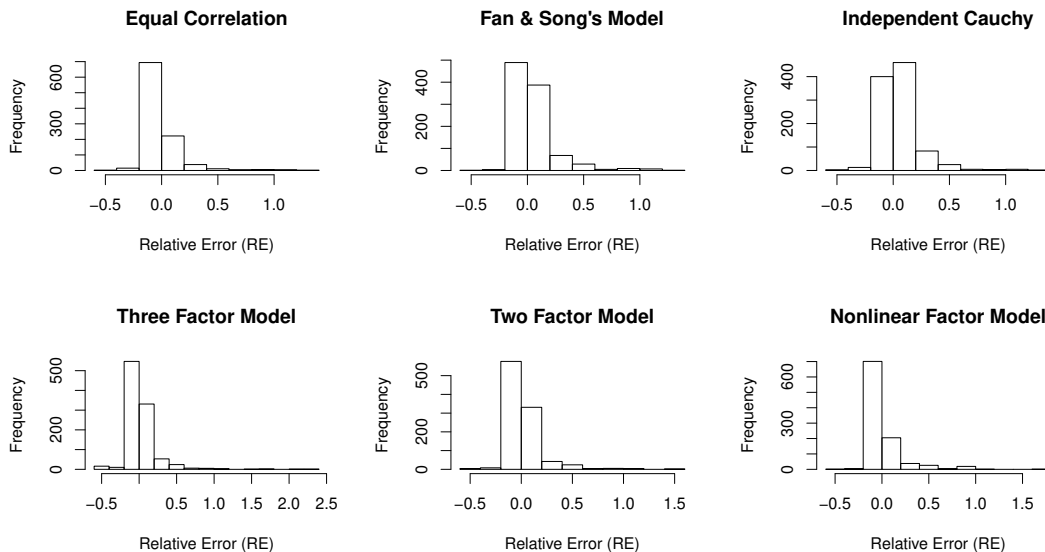 Equal Correlation
Frequency
0 300 600
−0.5 0.0 0.5 1.0
Relative Error (RE)
Fan & Song's Model
Frequency
0 200 400
−0.5 0.0 0.5 1.0
Relative Error (RE)
Independent Cauchy
Frequency
0 200 400
−0.5 0.0 0.5 1.0
Relative Error (RE)
Three Factor Model
Frequency
0 200 500
−0.5 0.5 1.0 1.5 2.0 2.5
Relative Error (RE)
Two Factor Model
Frequency
0 200 500
−0.5 0.0 0.5 1.0 1.5
Relative Error (RE)
Nonlinear Factor Model
Frequency
0 300 600
−0.5 0.0 0.5 1.0 1.5
Relative Error (RE)